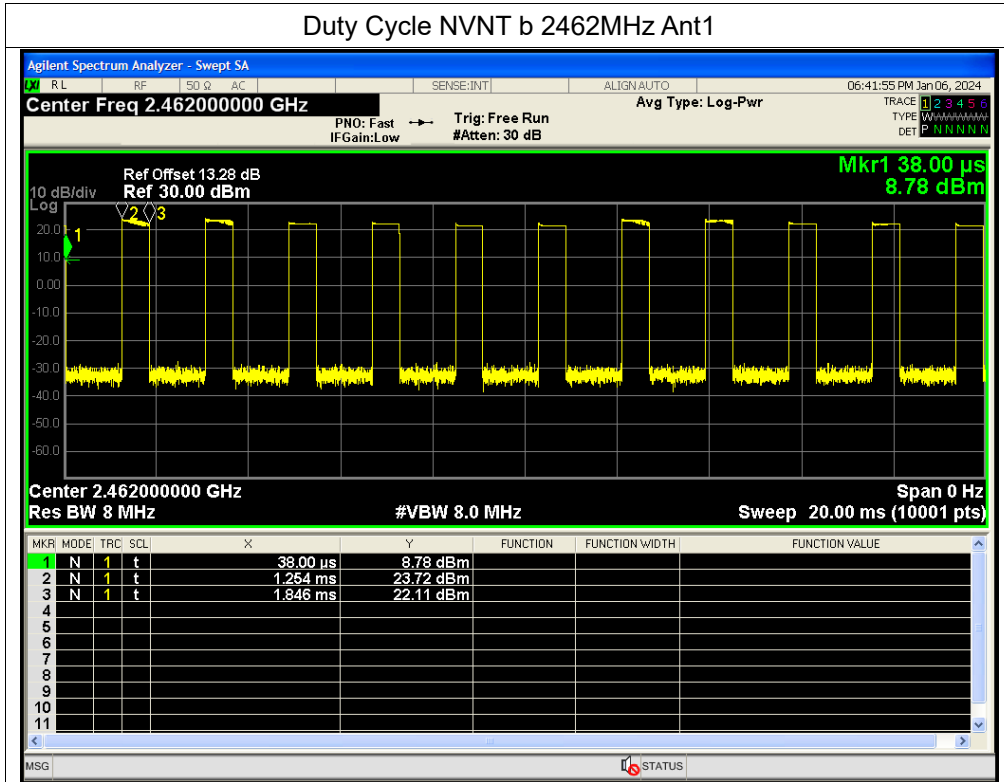 Duty Cycle NVNT b 2462MHz Ant1
Agilent Spectrum Analyzer - Swept SA
LXI RL RF 50 Ω AC SENSE:INT ALIGNAUTO 06:41:55 PM Jan 06, 2024
Center Freq 2.462000000 GHz Avg Type: Log-Pwr TRACE 1 2 3 4 5 6
PNO: Fast Trig: Free Run TYPE W
IFGain:Low #Atten: 30 dB DET P N N N N N
Mkr1 38.00 µs
Ref Offset 13.28 dB
10 dB/div Ref 30.00 dBm 8.78 dBm
Log
2 3
20.0
1
10.0
0.00
-10.0
-20.0
-30.0
-40.0
-50.0
-60.0
Center 2.462000000 GHz Span 0 Hz
Res BW 8 MHz #VBW 8.0 MHz Sweep 20.00 ms (10001 pts)
MKR MODE TRC SCL X Y FUNCTION FUNCTION WIDTH FUNCTION VALUE
1 N 1 t 38.00 µs 8.78 dBm
2 N 1 t 1.254 ms 23.72 dBm
3 N 1 t 1.846 ms 22.11 dBm
4
5
6
7
8
9
10
11
MSG STATUS